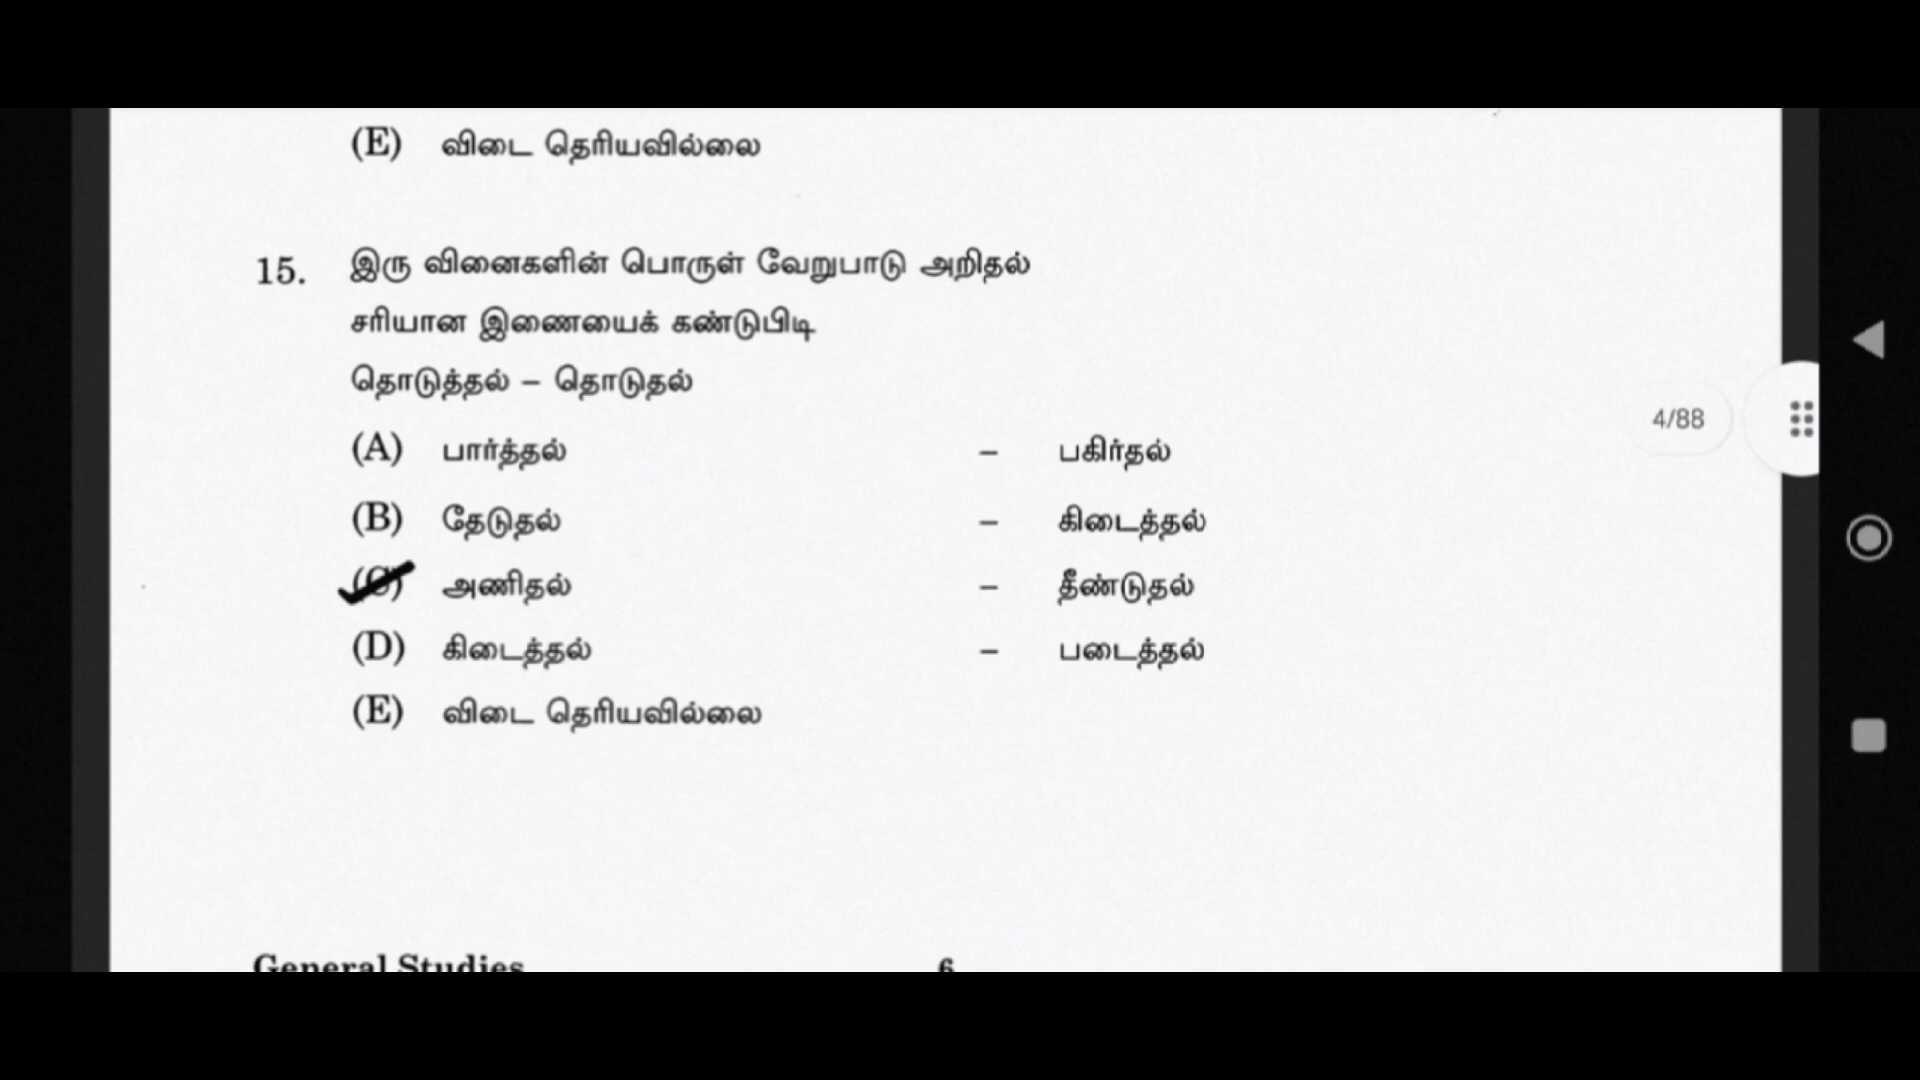 (E) விடை தெரியவில்லை
15. இரு வினைகளின் பொருள் வேறுபாடு அறிதல்
சரியான இணையைக் கண்டுபிடி
தொடுத்தல் – தொடுதல்
(A) பார்த்தல் – பகிர்தல்
4/88
(B) தேடுதல் – கிடைத்தல்
(C) அணிதல் – தீண்டுதல்
(D) கிடைத்தல் – படைத்தல்
(E) விடை தெரியவில்லை
General Studies 6